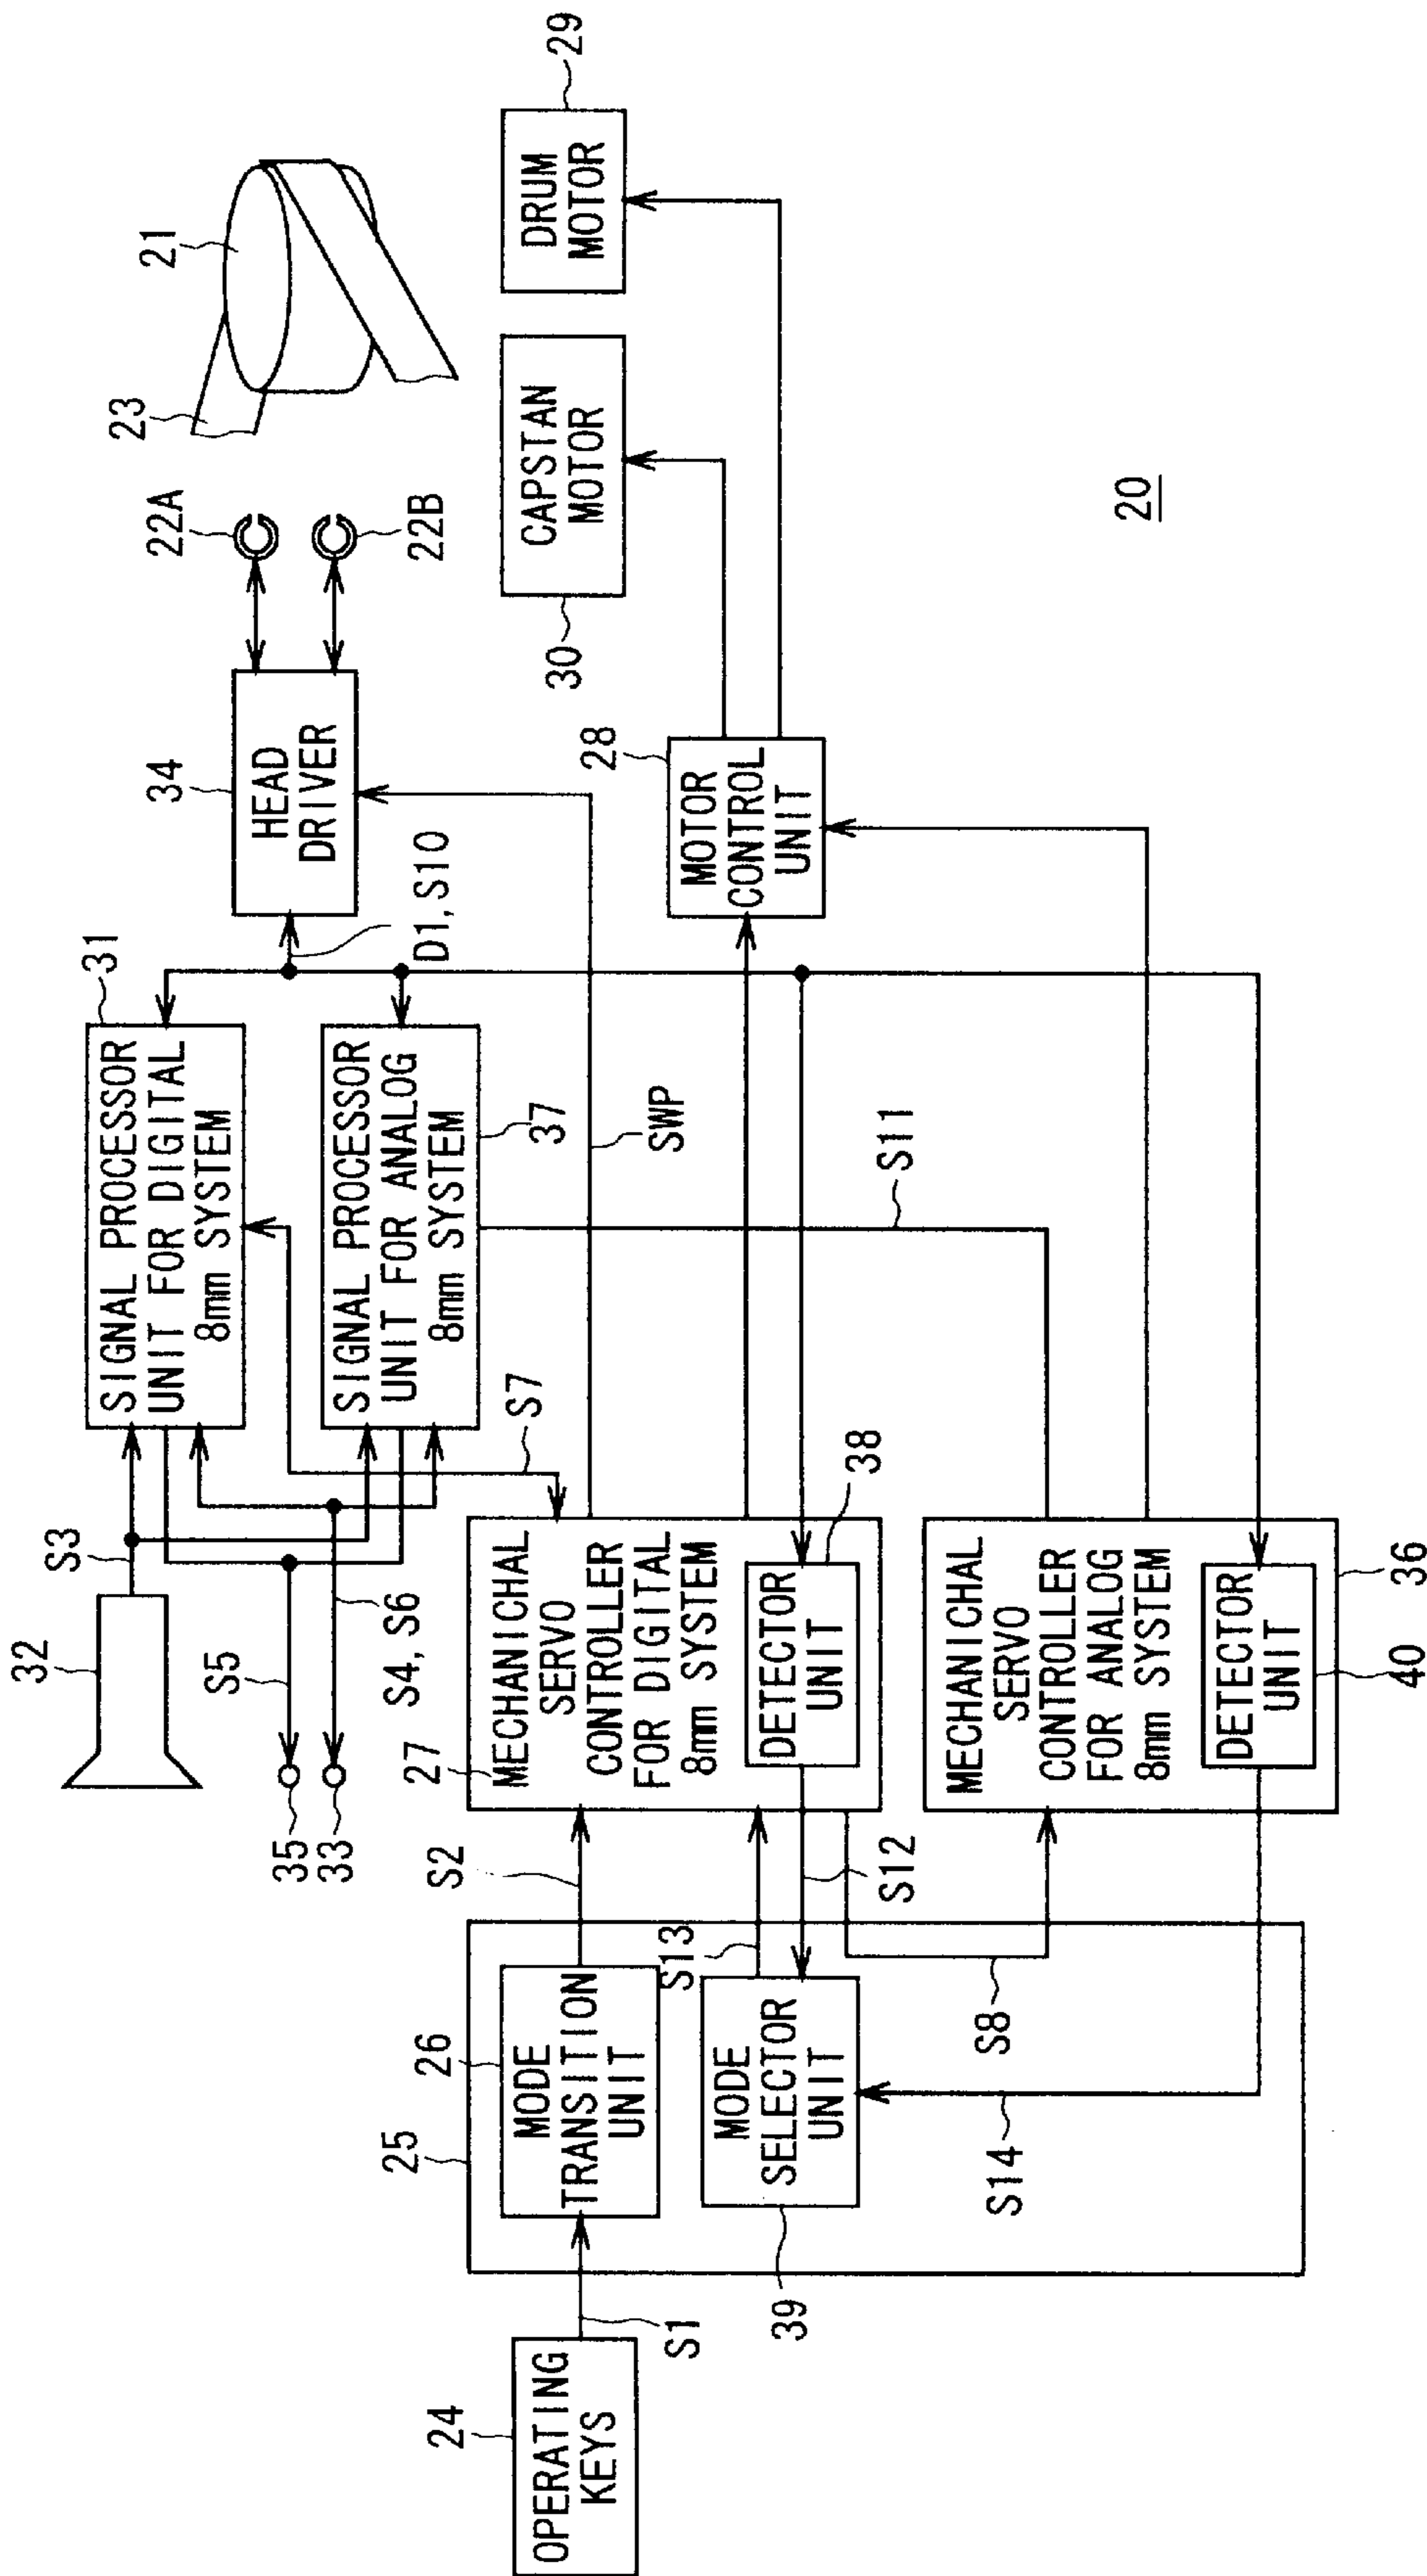 32
S3
SIGNAL PROCESSOR
UNIT FOR DIGITAL
8mm SYSTEM
31
34
HEAD
DRIVER
22A
22B
23
21
35
33
S5
S4, S6
SIGNAL PROCESSOR
UNIT FOR ANALOG
8mm SYSTEM
37
D1, S10
S7
SWP
24
OPERATING
KEYS
S1
25
26
MODE
TRANSITION
UNIT
S2
27
MECHANICHAL
SERVO
CONTROLLER
FOR DIGITAL
8mm SYSTEM
DETECTOR
UNIT
38
28
MOTOR
CONTROL
UNIT
30
CAPSTAN
MOTOR
DRUM
MOTOR
29
39
MODE
SELECTOR
UNIT
S13
S12
S8
S14
S11
MECHANICHAL
SERVO
CONTROLLER
FOR ANALOG
8mm SYSTEM
DETECTOR
UNIT
40
36
20